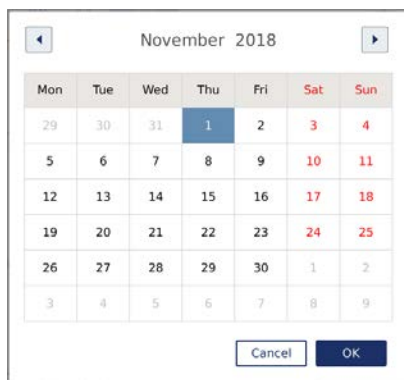 November 2018
Mon Tue Wed Thu Fri Sat Sun
29 30 31 1 2 3 4
5 6 7 8 9 10 11
12 13 14 15 16 17 18
19 20 21 22 23 24 25
26 27 28 29 30 1 2
3 4 5 6 7 8 9
Cancel OK